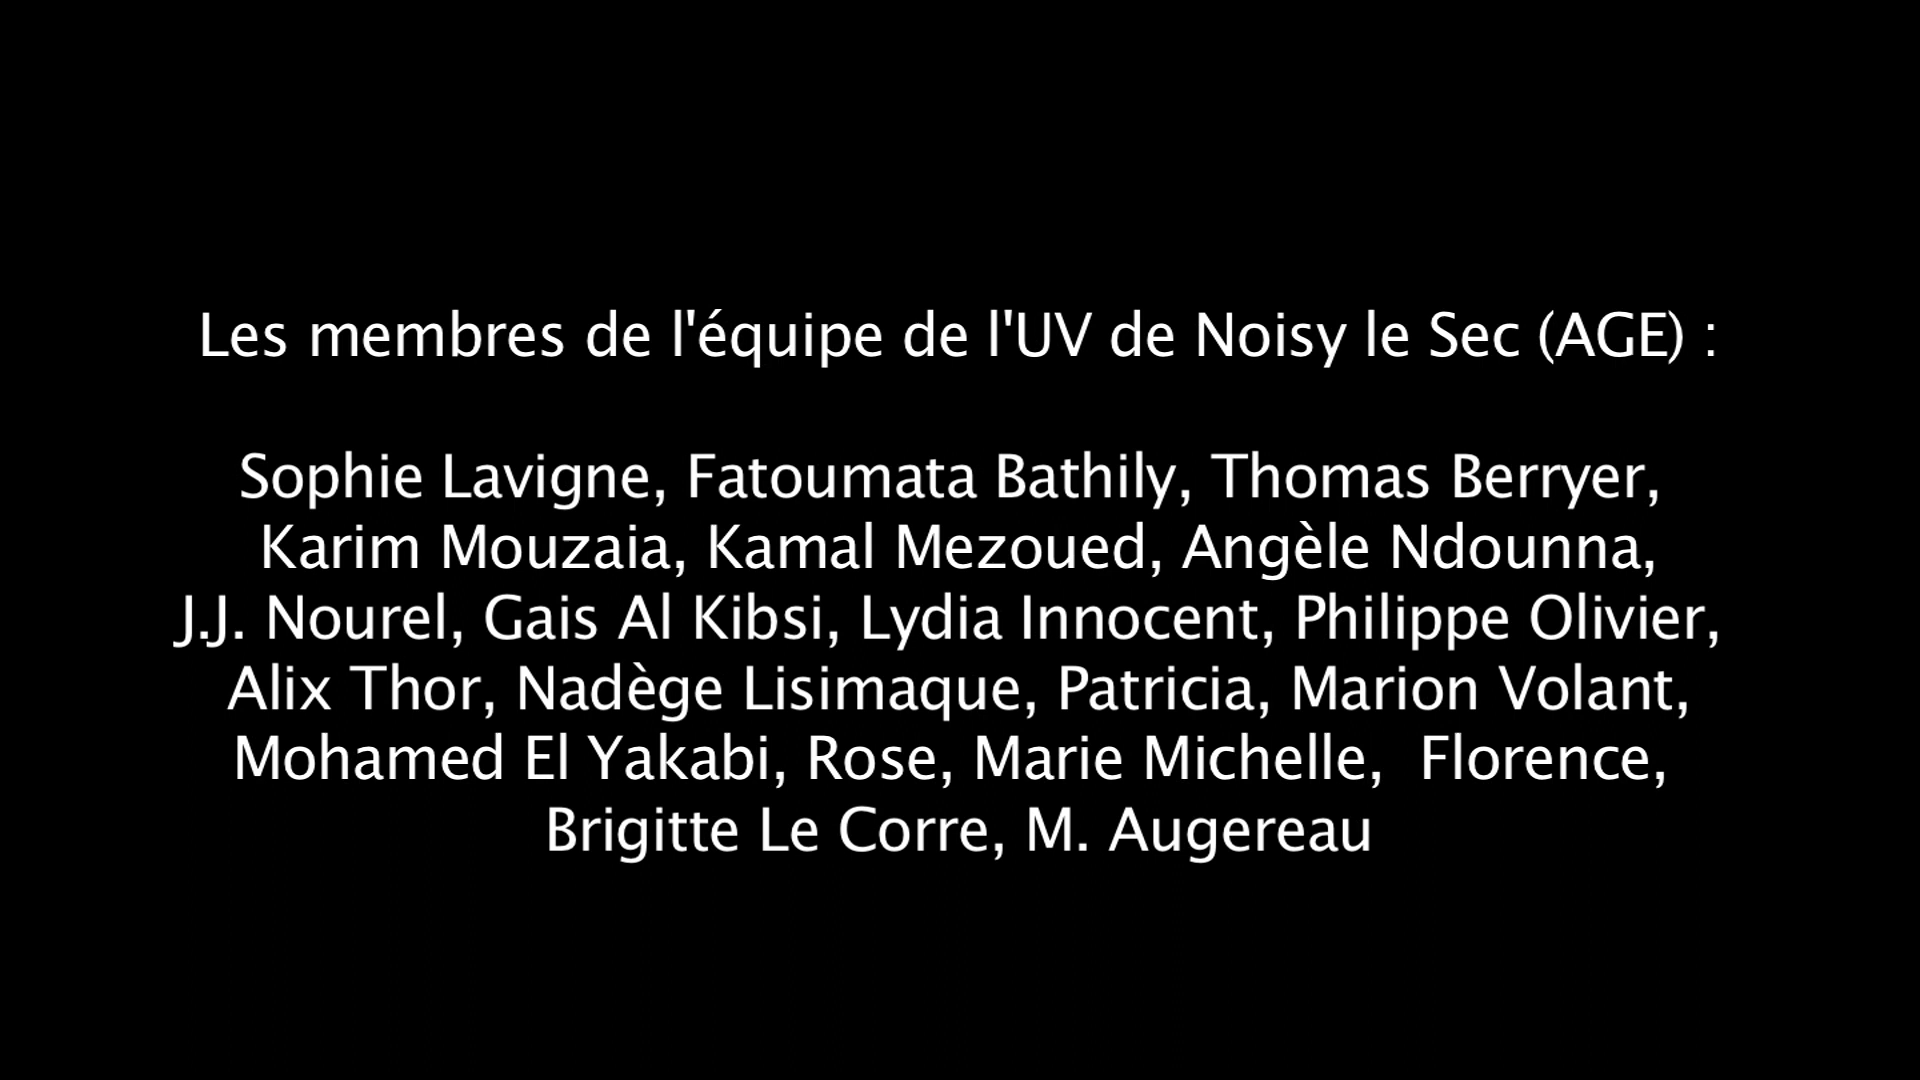 Les membres de l'équipe de l'UV de Noisy le Sec (AGE) :
Sophie Lavigne, Fatoumata Bathily, Thomas Berryer,
Karim Mouzaia, Kamal Mezoued, Angèle Ndounna,
J.J. Nourel, Gais Al Kibsi, Lydia Innocent, Philippe Olivier,
Alix Thor, Nadège Lisimaque, Patricia, Marion Volant,
Mohamed El Yakabi, Rose, Marie Michelle,  Florence,
Brigitte Le Corre, M. Augereau